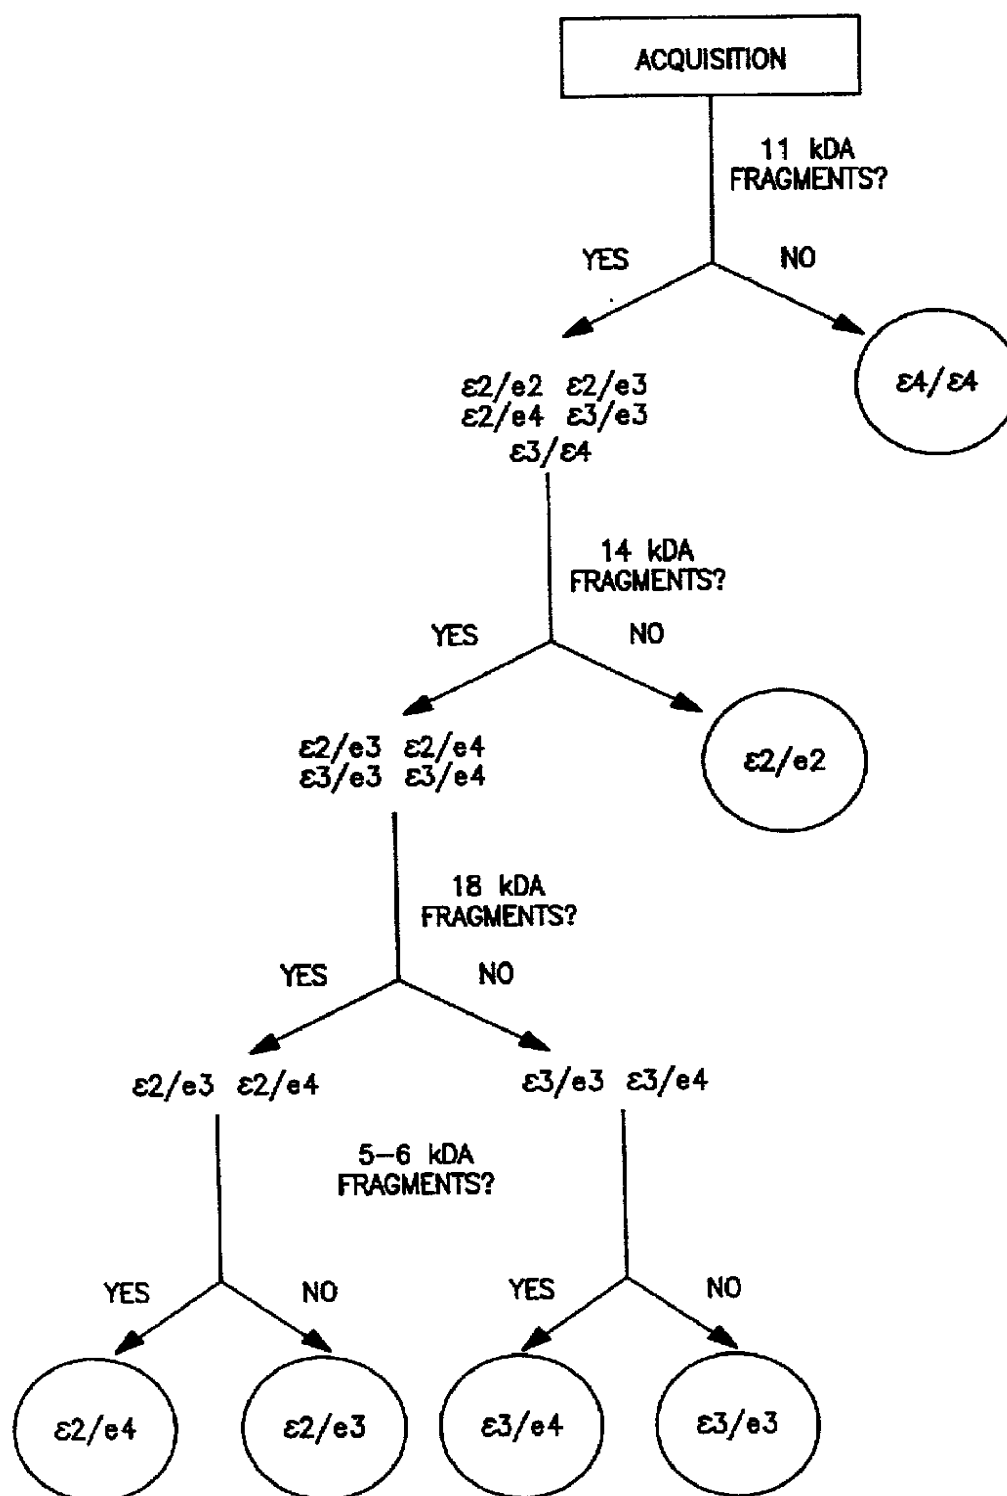 ACQUISITION
11 kDA
FRAGMENTS?
YES NO
ε4/ε4
ε2/e2 ε2/e3
ε2/e4 ε3/e3
ε3/ε4
14 kDA
FRAGMENTS?
YES NO
ε2/e3 ε2/e4
ε3/e3 ε3/e4
ε2/e2
18 kDA
FRAGMENTS?
YES NO
ε2/e3 ε2/e4
ε3/e3 ε3/e4
5-6 kDA
FRAGMENTS?
YES NO
YES NO
ε2/e4
ε2/e3
ε3/e4
ε3/e3